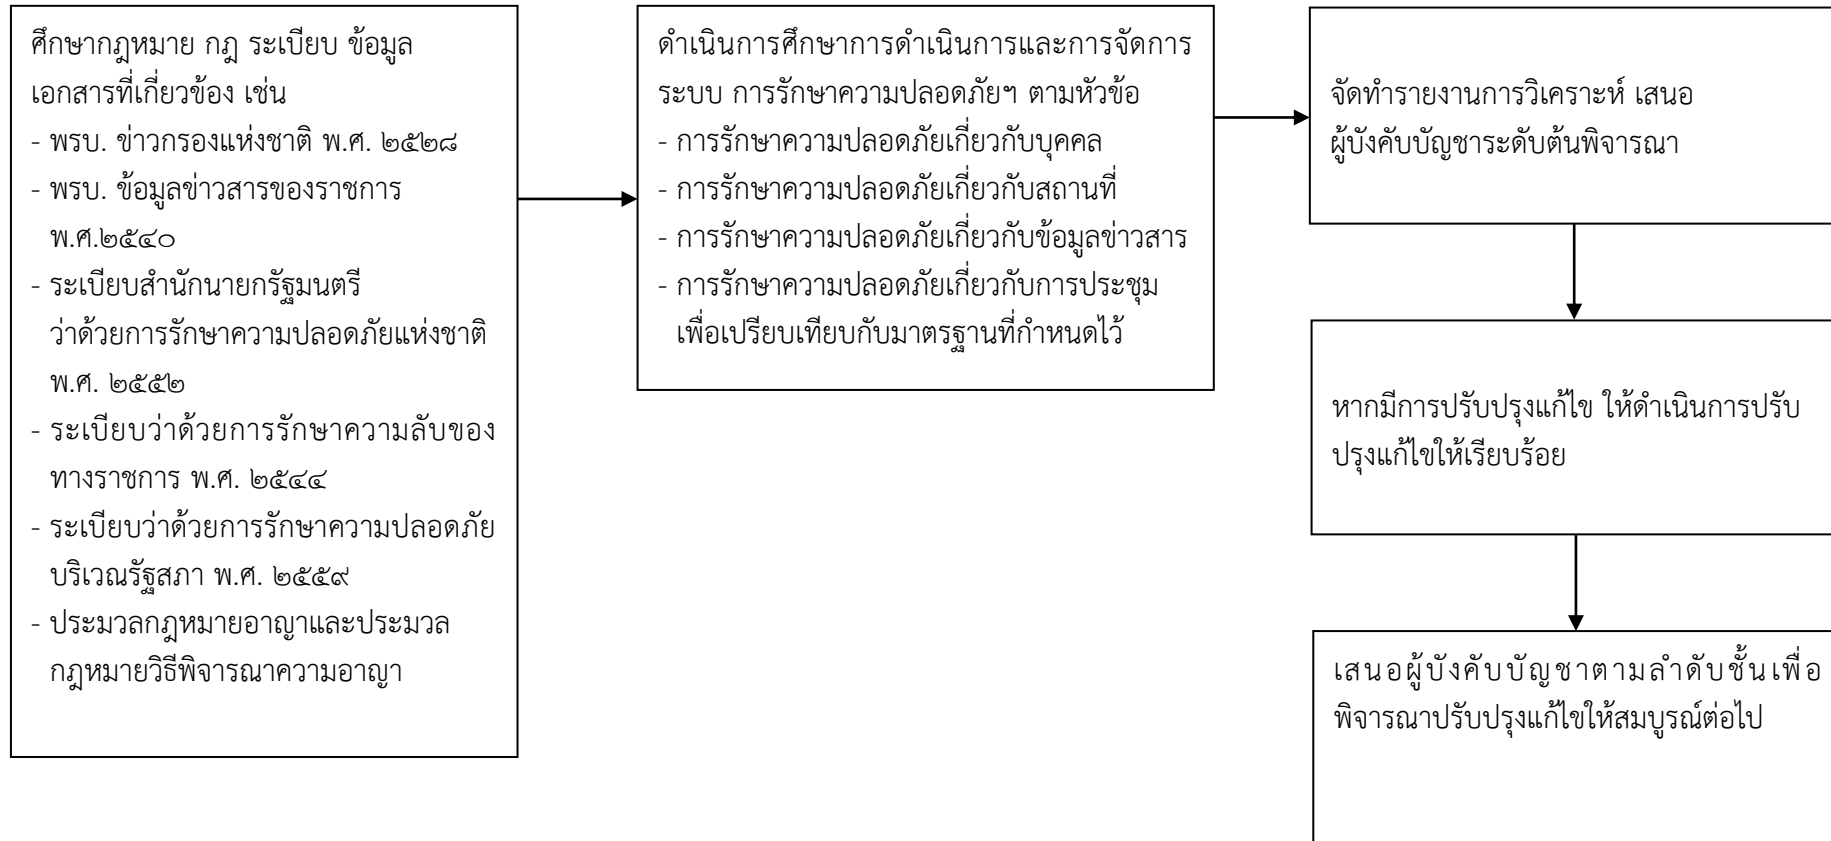 ศึกษากฎหมาย กฎ ระเบียบ ข้อมูล
เอกสารที่เกี่ยวข้อง เช่น
- พรบ. ข่าวกรองแห่งชาติ พ.ศ. ๒๕๒๘
- พรบ. ข้อมูลข่าวสารของราชการ
พ.ศ.๒๕๔๐
- ระเบียบสำนักนายกรัฐมนตรี
ว่าด้วยการรักษาความปลอดภัยแห่งชาติ
พ.ศ. ๒๕๕๒
- ระเบียบว่าด้วยการรักษาความลับของ
ทางราชการ พ.ศ. ๒๕๔๔
- ระเบียบว่าด้วยการรักษาความปลอดภัย
บริเวณรัฐสภา พ.ศ. ๒๕๕๙
- ประมวลกฎหมายอาญาและประมวล
กฎหมายวิธีพิจารณาความอาญา
ดำเนินการศึกษาการดำเนินการและการจัดการ
ระบบ การรักษาความปลอดภัยฯ ตามหัวข้อ
- การรักษาความปลอดภัยเกี่ยวกับบุคคล
- การรักษาความปลอดภัยเกี่ยวกับสถานที่
- การรักษาความปลอดภัยเกี่ยวกับข้อมูลข่าวสาร
- การรักษาความปลอดภัยเกี่ยวกับการประชุม
เพื่อเปรียบเทียบกับมาตรฐานที่กำหนดไว้
จัดทำรายงานการวิเคราะห์ เสนอ
ผู้บังคับบัญชาระดับต้นพิจารณา
หากมีการปรับปรุงแก้ไข ให้ดำเนินการปรับ
ปรุงแก้ไขให้เรียบร้อย
เสนอผู้บังคับบัญชาตามลำดับชั้นเพื่อ
พิจารณาปรับปรุงแก้ไขให้สมบูรณ์ต่อไป